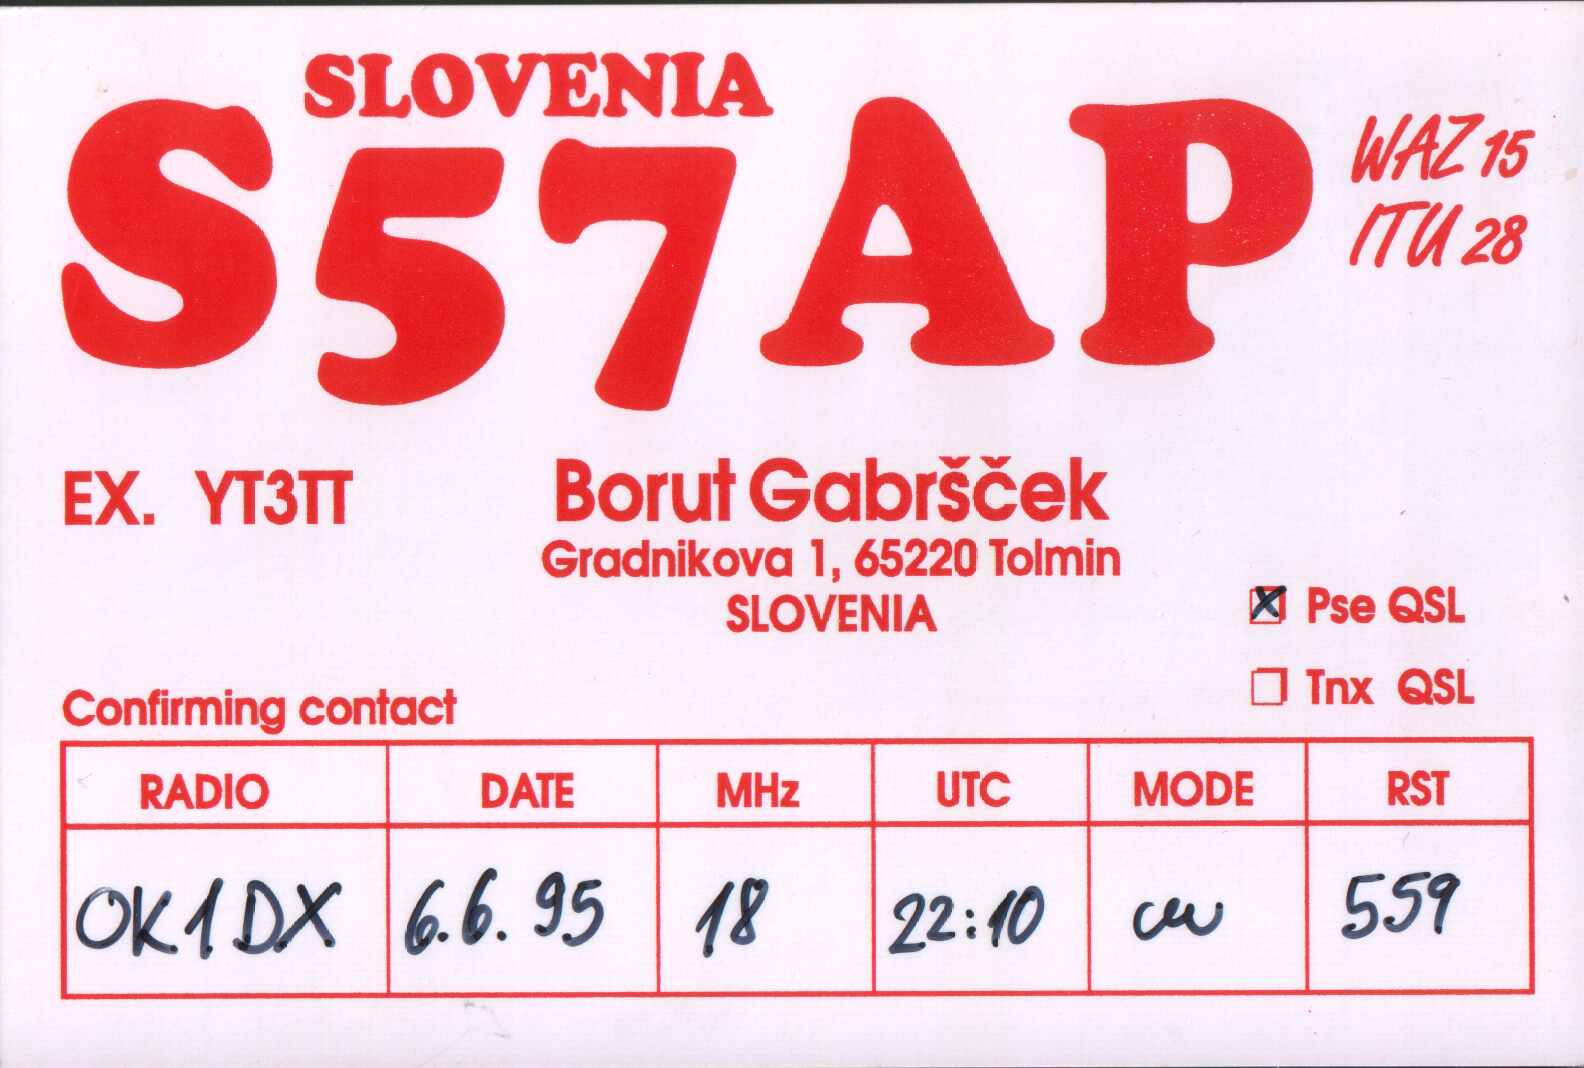 SLOVENIA
S57AP
WAZ 15
ITU 28
EX. YT3TT
Borut Gabršček
Gradnikova 1, 65220 Tolmin
SLOVENIA
X Pse QSL
Tnx QSL
Confirming contact
RADIO DATE MHz UTC MODE RST
OK1DX 6.6.95 18 22:10 cw 559